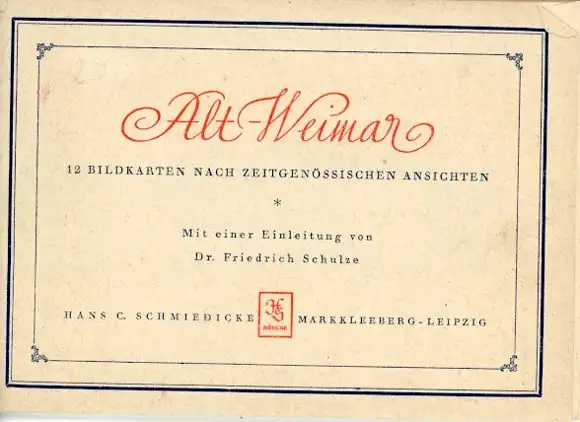 Alt-Weimar
12 BILDKARTEN NACH ZEITGENÖSSISCHEN ANSICHTEN
*
Mit einer Einleitung von
Dr. Friedrich Schulze
HANS C. SCHMIEDICKE MARKKLEEBERG-LEIPZIG